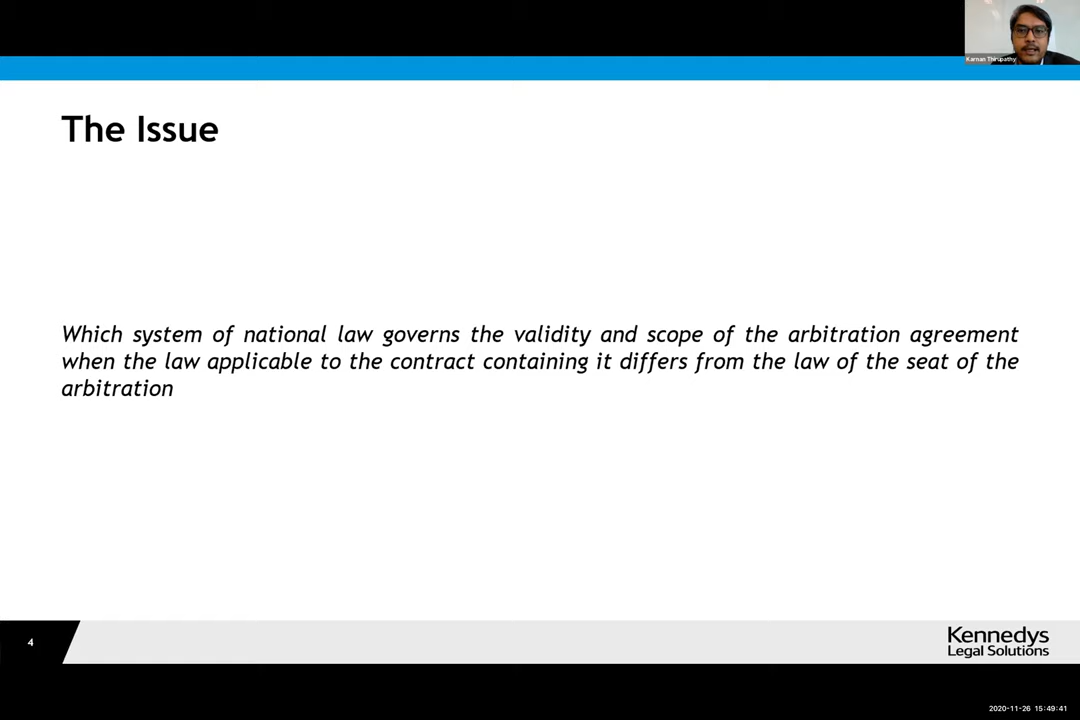 Karnan Thirupathy
The Issue
Which system of national law governs the validity and scope of the arbitration agreement
when the law applicable to the contract containing it differs from the law of the seat of the
arbitration
4
Kennedys
Legal Solutions
2020-11-26 15:49:41